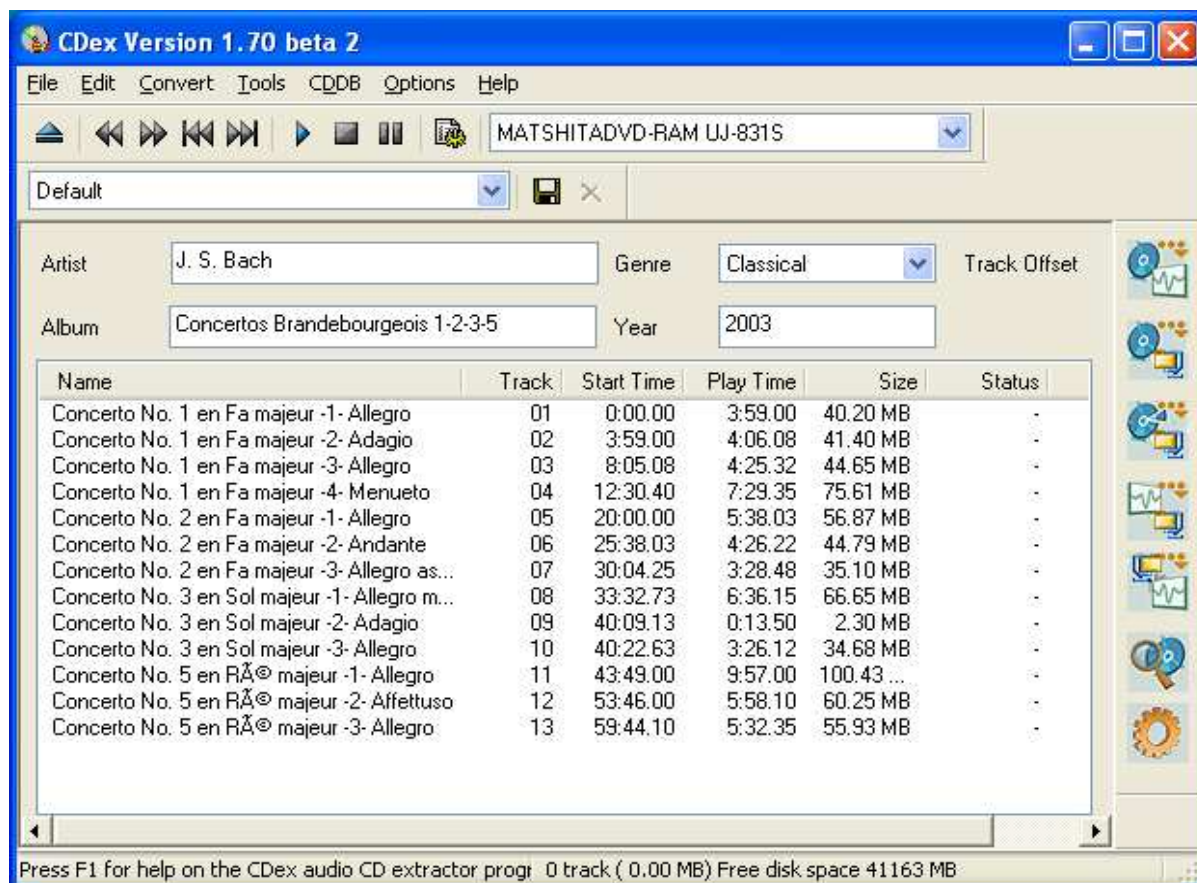 CDex Version 1.70 beta 2
File Edit Convert Tools CDDB Options Help
MATSHITADVD-RAM UJ-831S
Default
Artist J. S. Bach Genre Classical Track Offset
Album Concertos Brandebourgeois 1-2-3-5 Year 2003
Name Track Start Time Play Time Size Status
Concerto No. 1 en Fa majeur -1- Allegro 01 0:00.00 3:59.00 40.20 MB -
Concerto No. 1 en Fa majeur -2- Adagio 02 3:59.00 4:06.08 41.40 MB -
Concerto No. 1 en Fa majeur -3- Allegro 03 8:05.08 4:25.32 44.65 MB -
Concerto No. 1 en Fa majeur -4- Menueto 04 12:30.40 7:29.35 75.61 MB -
Concerto No. 2 en Fa majeur -1- Allegro 05 20:00.00 5:38.03 56.87 MB -
Concerto No. 2 en Fa majeur -2- Andante 06 25:38.03 4:26.22 44.79 MB -
Concerto No. 2 en Fa majeur -3- Allegro as... 07 30:04.25 3:28.48 35.10 MB -
Concerto No. 3 en Sol majeur -1- Allegro m... 08 33:32.73 6:36.15 66.65 MB -
Concerto No. 3 en Sol majeur -2- Adagio 09 40:09.13 0:13.50 2.30 MB -
Concerto No. 3 en Sol majeur -3- Allegro 10 40:22.63 3:26.12 34.68 MB -
Concerto No. 5 en RÃ© majeur -1- Allegro 11 43:49.00 9:57.00 100.43 ... -
Concerto No. 5 en RÃ© majeur -2- Affettuso 12 53:46.00 5:58.10 60.25 MB -
Concerto No. 5 en RÃ© majeur -3- Allegro 13 59:44.10 5:32.35 55.93 MB -
Press F1 for help on the CDex audio CD extractor progr 0 track ( 0.00 MB) Free disk space 41163 MB